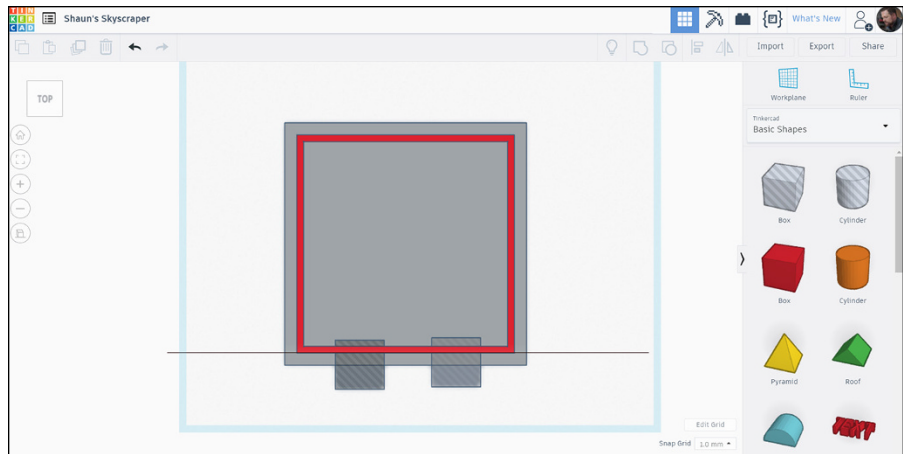 TIN
KER
CAD
Shaun's Skyscraper
What's New
Import Export Share
TOP
Workplane Ruler
Tinkercad
Basic Shapes
Box Cylinder
Box Cylinder
Pyramid Roof
TEXT
Edit Grid
Snap Grid 1.0 mm